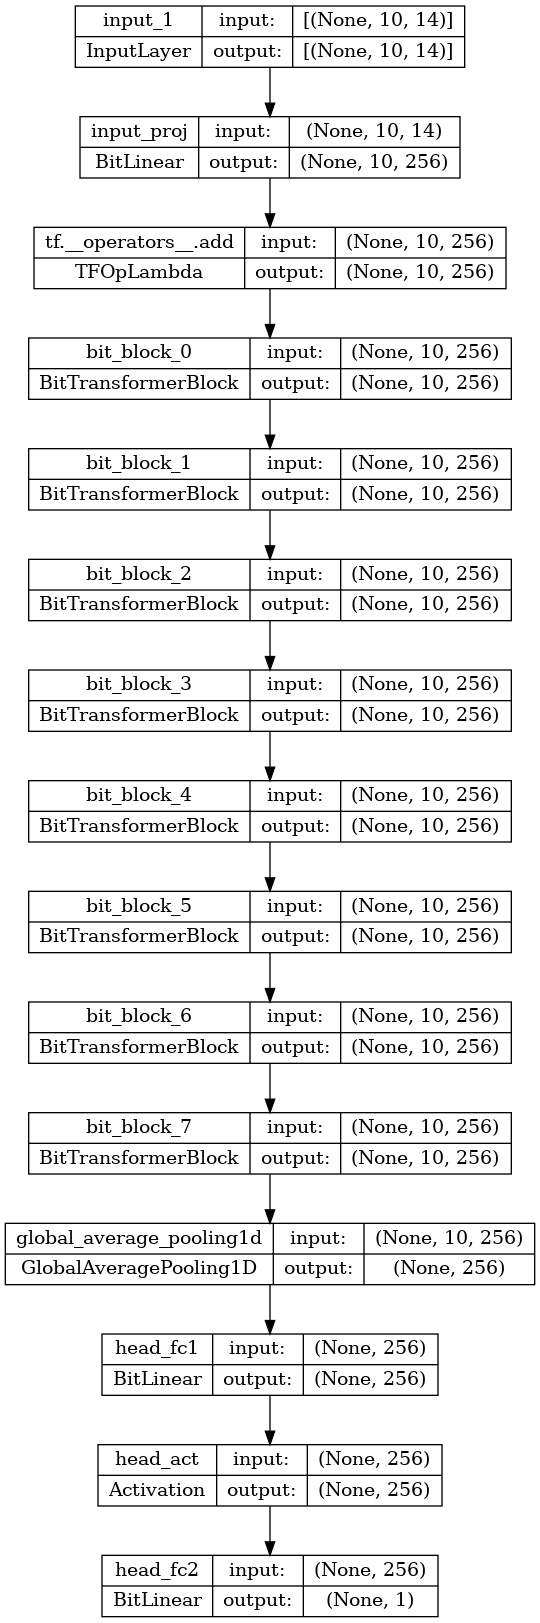 input_1 input: [(None, 10, 14)]
InputLayer output: [(None, 10, 14)]
input_proj input: (None, 10, 14)
BitLinear output: (None, 10, 256)
tf.__operators__.add input: (None, 10, 256)
TFOpLambda output: (None, 10, 256)
bit_block_0 input: (None, 10, 256)
BitTransformerBlock output: (None, 10, 256)
bit_block_1 input: (None, 10, 256)
BitTransformerBlock output: (None, 10, 256)
bit_block_2 input: (None, 10, 256)
BitTransformerBlock output: (None, 10, 256)
bit_block_3 input: (None, 10, 256)
BitTransformerBlock output: (None, 10, 256)
bit_block_4 input: (None, 10, 256)
BitTransformerBlock output: (None, 10, 256)
bit_block_5 input: (None, 10, 256)
BitTransformerBlock output: (None, 10, 256)
bit_block_6 input: (None, 10, 256)
BitTransformerBlock output: (None, 10, 256)
bit_block_7 input: (None, 10, 256)
BitTransformerBlock output: (None, 10, 256)
global_average_pooling1d input: (None, 10, 256)
GlobalAveragePooling1D output: (None, 256)
head_fc1 input: (None, 256)
BitLinear output: (None, 256)
head_act input: (None, 256)
Activation output: (None, 256)
head_fc2 input: (None, 256)
BitLinear output: (None, 1)